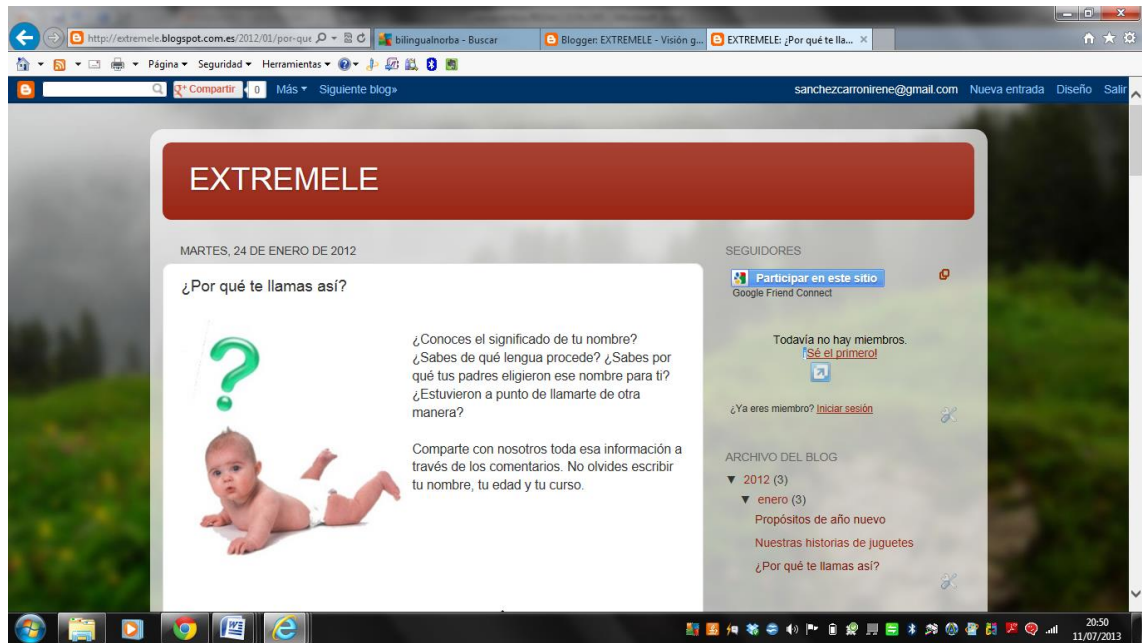 http://extremele.blogspot.com.es/2012/01/por-que
bilingualnorba - Buscar
Blogger: EXTREMELE - Visión g...
EXTREMELE: ¿Por qué te lla...
Página
Seguridad
Herramientas
Compartir
0
Más
Siguiente blog»
sanchezcarronirene@gmail.com
Nueva entrada
Diseño
Salir
EXTREMELE
MARTES, 24 DE ENERO DE 2012
¿Por qué te llamas así?
¿Conoces el significado de tu nombre?
¿Sabes de qué lengua procede? ¿Sabes por
qué tus padres eligieron ese nombre para ti?
¿Estuvieron a punto de llamarte de otra
manera?
Comparte con nosotros toda esa información a
través de los comentarios. No olvides escribir
tu nombre, tu edad y tu curso.
SEGUIDORES
Participar en este sitio
Google Friend Connect
Todavía no hay miembros.
¡Sé el primero!
¿Ya eres miembro? Iniciar sesión
ARCHIVO DEL BLOG
▼ 2012 (3)
▼ enero (3)
Propósitos de año nuevo
Nuestras historias de juguetes
¿Por qué te llamas así?
20:50
11/07/2013